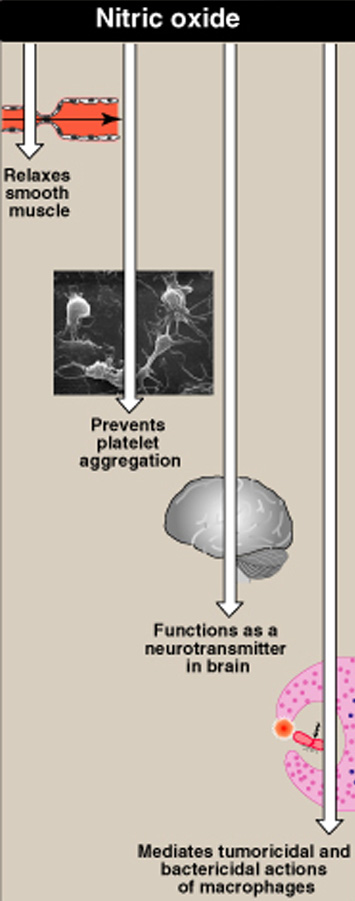 Nitric oxide
Relaxes
smooth
muscle
Prevents
platelet
aggregation
Functions as a
neurotransmitter
in brain
Mediates tumoricidal and
bactericidal actions
of macrophages